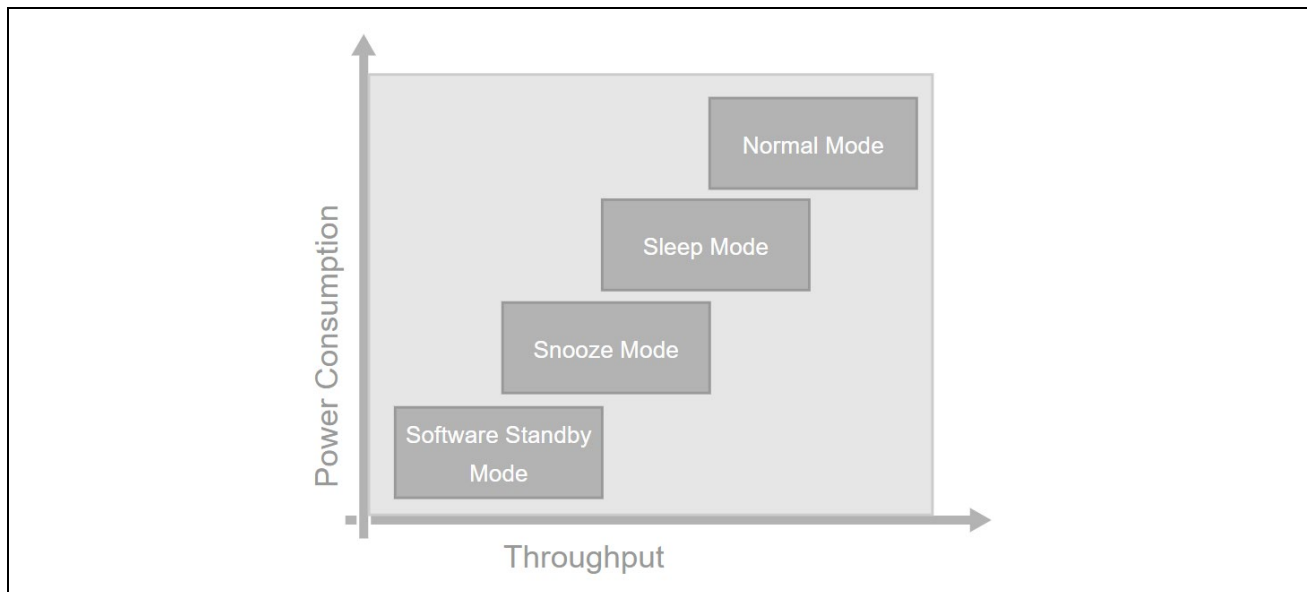 Normal Mode
Sleep Mode
Snooze Mode
Software Standby
Mode
Power Consumption
Throughput